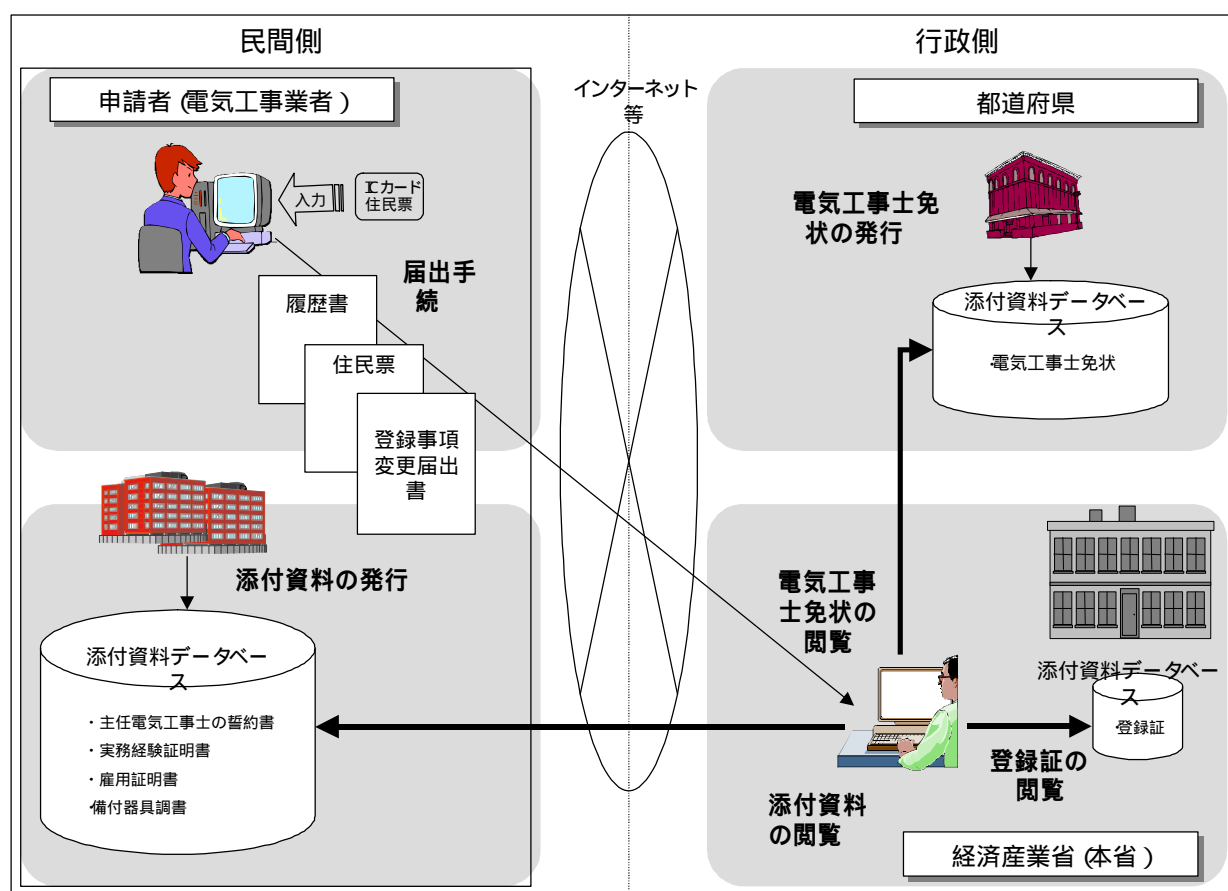 民間側
行政側
申請者 (電気工事業者 )
インターネット
等
都道府県
入力
ICカード
住民票
電気工事士免
状の発行
届出手
続
履歴書
住民票
登録事項
変更届出
書
添付資料データベー
ス
・電気工事士免状
添付資料の発行
添付資料データベー
ス
・主任電気工事士の誓約書
・実務経験証明書
・雇用証明書
・備付器具調書
電気工事
士免状の
閲覧
添付資料データベー
ス
・登録証
登録証の
閲覧
添付資料
の閲覧
経済産業省 (本省 )